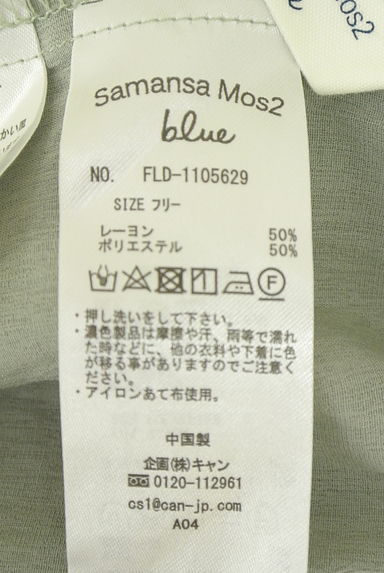 os2
e
かい面
Samansa Mos2
blue
NO. FLD-1105629
SIZE フリー
レーヨン 50%
ポリエステル 50%
F
・押し洗いをして下さい。
・濃色製品は摩擦や汗、雨等で濡れ
た時などに、他の衣料や下着に色
が移る事がありますのでご注意く
ださい。
・アイロンあて布使用。
中国製
企画(株)キャン
0120-112961
cs1@can-jp.com
A04